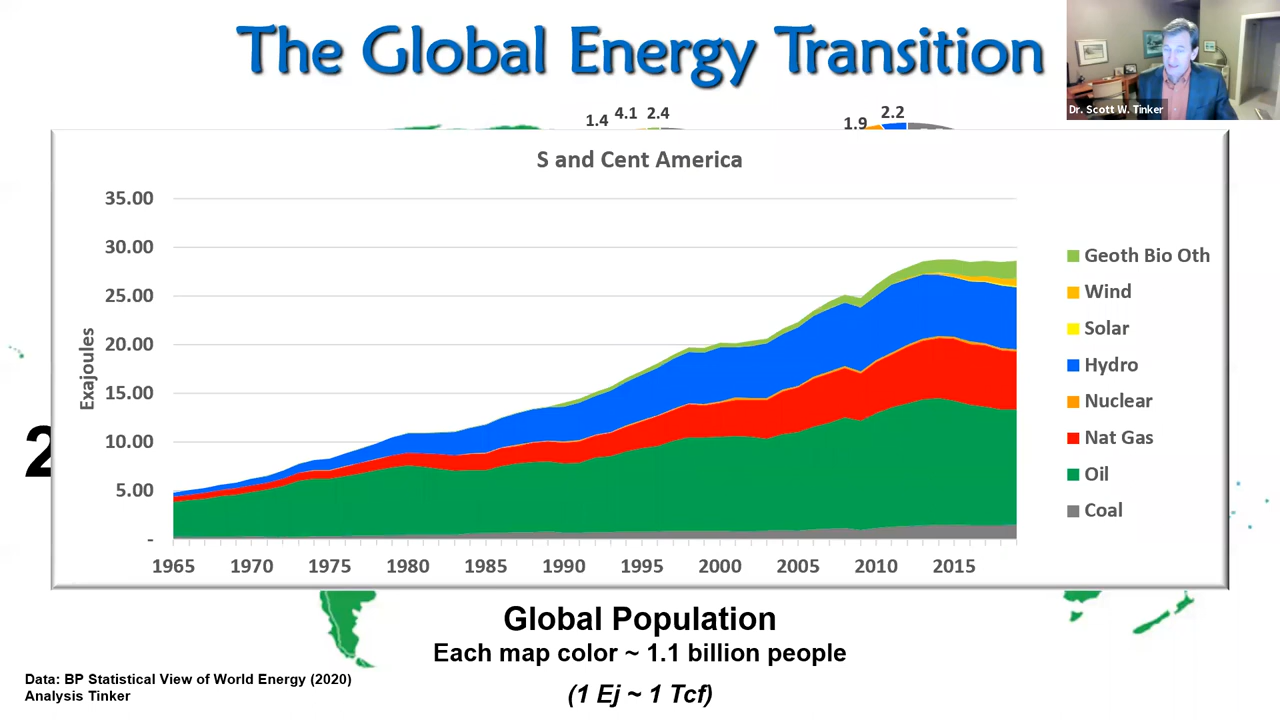 The Global Energy Transition
Dr. Scott W. Tinker
1.4 4.1 2.4
1.9 2.2
S and Cent America
35.00
30.00
25.00
20.00
15.00
10.00
5.00
-
Exajoules
1965 1970 1975 1980 1985 1990 1995 2000 2005 2010 2015
Geoth Bio Oth
Wind
Solar
Hydro
Nuclear
Nat Gas
Oil
Coal
2
Global Population
Each map color ~ 1.1 billion people
(1 Ej ~ 1 Tcf)
Data: BP Statistical View of World Energy (2020)
Analysis Tinker